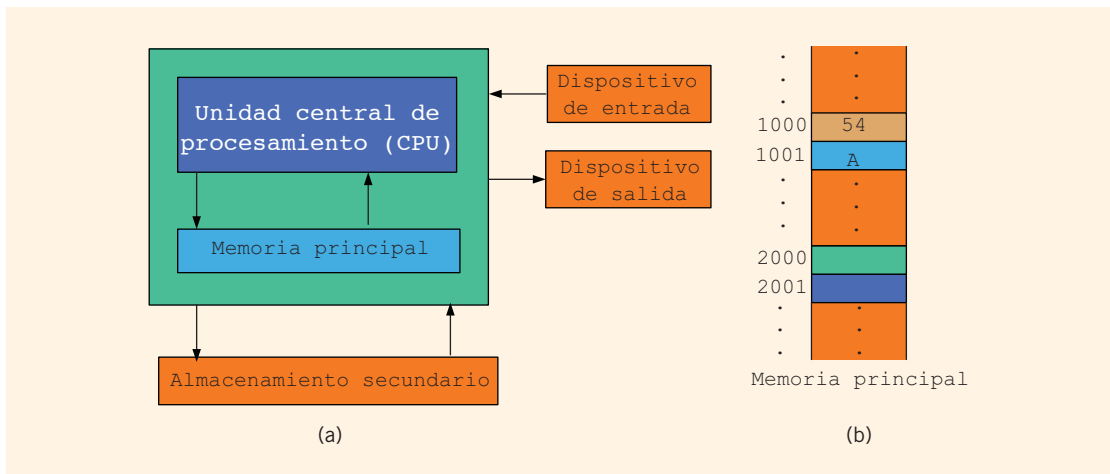 Unidad central de
procesamiento (CPU)
Memoria principal
Almacenamiento secundario
Dispositivo
de entrada
Dispositivo
de salida
(a)
1000 54
1001 A
2000
2001
Memoria principal
(b)